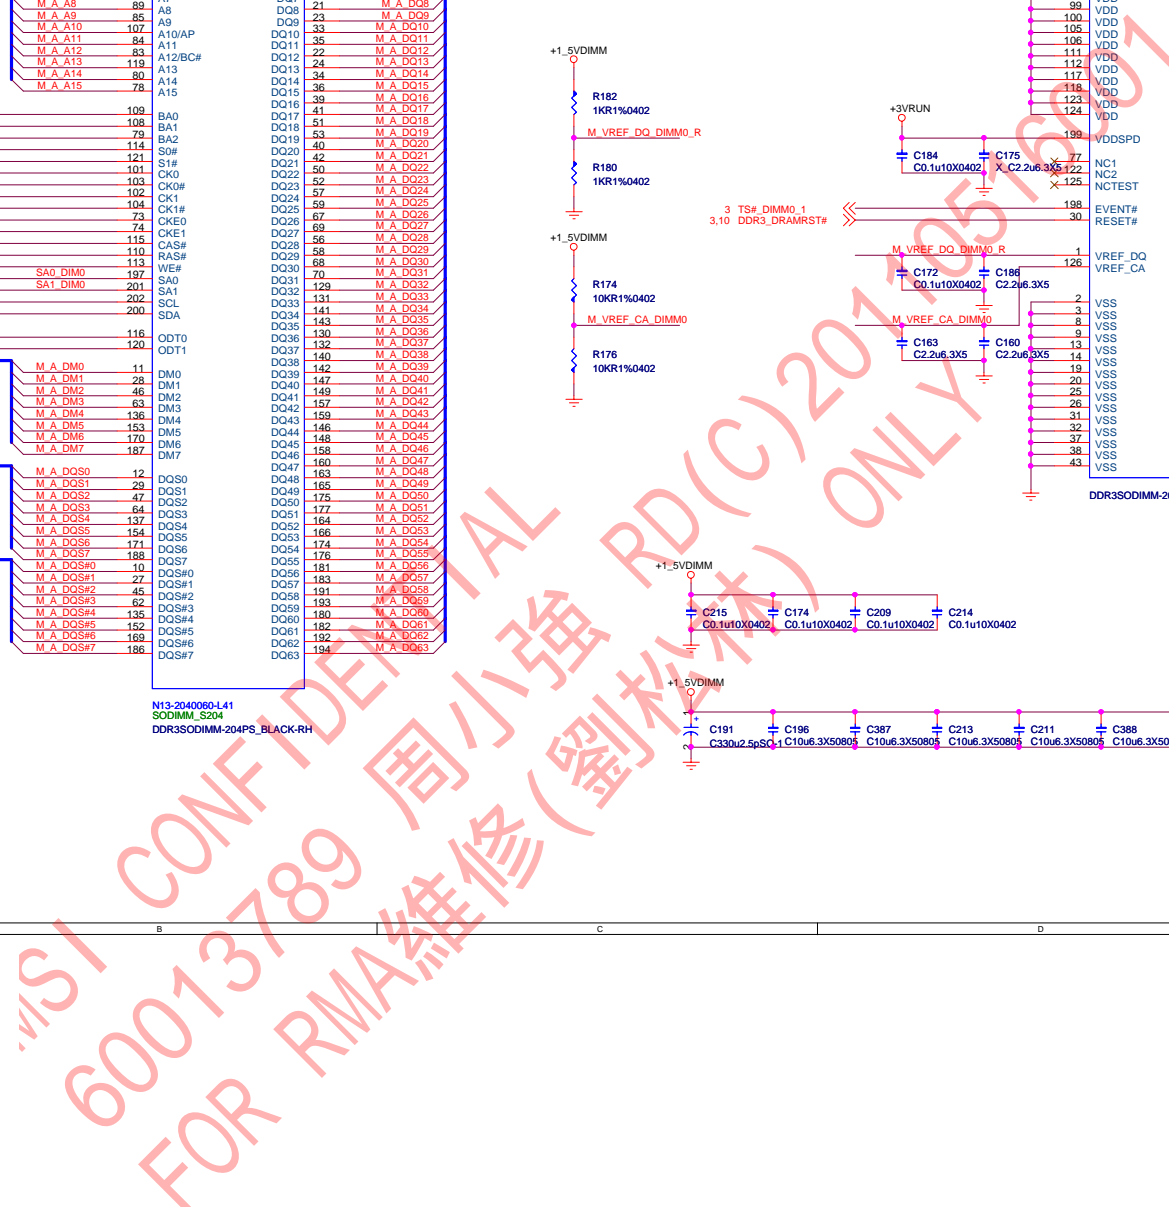 M_A_A8 89 A8
M_A_A9 85 A9
M_A_A10 107 A10/AP
M_A_A11 84 A11
M_A_A12 83 A12/BC#
M_A_A13 119 A13
M_A_A14 80 A14
M_A_A15 78 A15
109 BA0
108 BA1
79 BA2
114 S0#
121 S1#
101 CK0
103 CK0#
102 CK1
104 CK1#
73 CKE0
74 CKE1
115 CAS#
110 RAS#
113 WE#
SA0_DIM0 197 SA0
SA1_DIM0 201 SA1
202 SCL
200 SDA
116 ODT0
120 ODT1
M_A_DM0 11 DM0
M_A_DM1 28 DM1
M_A_DM2 46 DM2
M_A_DM3 63 DM3
M_A_DM4 136 DM4
M_A_DM5 153 DM5
M_A_DM6 170 DM6
M_A_DM7 187 DM7
M_A_DQS0 12 DQS0
M_A_DQS1 29 DQS1
M_A_DQS2 47 DQS2
M_A_DQS3 64 DQS3
M_A_DQS4 137 DQS4
M_A_DQS5 154 DQS5
M_A_DQS6 171 DQS6
M_A_DQS7 188 DQS7
M_A_DQS#0 10 DQS#0
M_A_DQS#1 27 DQS#1
M_A_DQS#2 45 DQS#2
M_A_DQS#3 62 DQS#3
M_A_DQS#4 135 DQS#4
M_A_DQS#5 152 DQS#5
M_A_DQS#6 169 DQS#6
M_A_DQS#7 186 DQS#7
DQ8 21 M_A_DQ8
DQ9 23 M_A_DQ9
DQ10 33 M_A_DQ10
DQ11 35 M_A_DQ11
DQ12 22 M_A_DQ12
DQ13 24 M_A_DQ13
DQ14 34 M_A_DQ14
DQ15 36 M_A_DQ15
DQ16 39 M_A_DQ16
DQ17 41 M_A_DQ17
DQ18 51 M_A_DQ18
DQ19 53 M_A_DQ19
DQ20 40 M_A_DQ20
DQ21 42 M_A_DQ21
DQ22 50 M_A_DQ22
DQ23 52 M_A_DQ23
DQ24 57 M_A_DQ24
DQ25 59 M_A_DQ25
DQ26 67 M_A_DQ26
DQ27 69 M_A_DQ27
DQ28 56 M_A_DQ28
DQ29 58 M_A_DQ29
DQ30 68 M_A_DQ30
DQ31 70 M_A_DQ31
DQ32 129 M_A_DQ32
DQ33 131 M_A_DQ33
DQ34 141 M_A_DQ34
DQ35 143 M_A_DQ35
DQ36 130 M_A_DQ36
DQ37 132 M_A_DQ37
DQ38 140 M_A_DQ38
DQ39 142 M_A_DQ39
DQ40 147 M_A_DQ40
DQ41 149 M_A_DQ41
DQ42 157 M_A_DQ42
DQ43 159 M_A_DQ43
DQ44 146 M_A_DQ44
DQ45 148 M_A_DQ45
DQ46 158 M_A_DQ46
DQ47 160 M_A_DQ47
DQ48 163 M_A_DQ48
DQ49 165 M_A_DQ49
DQ50 175 M_A_DQ50
DQ51 177 M_A_DQ51
DQ52 164 M_A_DQ52
DQ53 166 M_A_DQ53
DQ54 174 M_A_DQ54
DQ55 176 M_A_DQ55
DQ56 181 M_A_DQ56
DQ57 183 M_A_DQ57
DQ58 191 M_A_DQ58
DQ59 193 M_A_DQ59
DQ60 180 M_A_DQ60
DQ61 182 M_A_DQ61
DQ62 192 M_A_DQ62
DQ63 194 M_A_DQ63
N13-2040060-L41
SODIMM_S204
DDR3SODIMM-204PS_BLACK-RH
+1_5VDIMM
R182
1KR1%0402
M_VREF_DQ_DIMM0_R
R180
1KR1%0402
+1_5VDIMM
R174
10KR1%0402
M_VREF_CA_DIMM0
R176
10KR1%0402
+3VRUN
C184
C0.1u10X0402
C175
X_C2.2u6.3X5
3 TS#_DIMM0_1
3,10 DDR3_DRAMRST#
M_VREF_DQ_DIMM0_R
C172
C0.1u10X0402
C186
C2.2u6.3X5
M_VREF_CA_DIMM0
C163
C2.2u6.3X5
C160
C2.2u6.3X5
99 VDD
100 VDD
105 VDD
106 VDD
111 VDD
112 VDD
117 VDD
118 VDD
123 VDD
124 VDD
199 VDDSPD
77 NC1
122 NC2
125 NCTEST
198 EVENT#
30 RESET#
1 VREF_DQ
126 VREF_CA
2 VSS
3 VSS
8 VSS
9 VSS
13 VSS
14 VSS
19 VSS
20 VSS
25 VSS
26 VSS
31 VSS
32 VSS
37 VSS
38 VSS
43 VSS
DDR3SODIMM-20
+1_5VDIMM
C215 C174 C209 C214
C0.1u10X0402 C0.1u10X0402 C0.1u10X0402 C0.1u10X0402
+1_5VDIMM
1
+
2
C191 C196 C387 C213 C211 C388
C330u2.5pSO-1 C10u6.3X50805 C10u6.3X50805 C10u6.3X50805 C10u6.3X50805 C10u6.3X50
B C D
MSI CONFIDENTIAL
60013789 周小強 RD(C)2011051 6001
FOR RMA維修(劉松林) ONLY